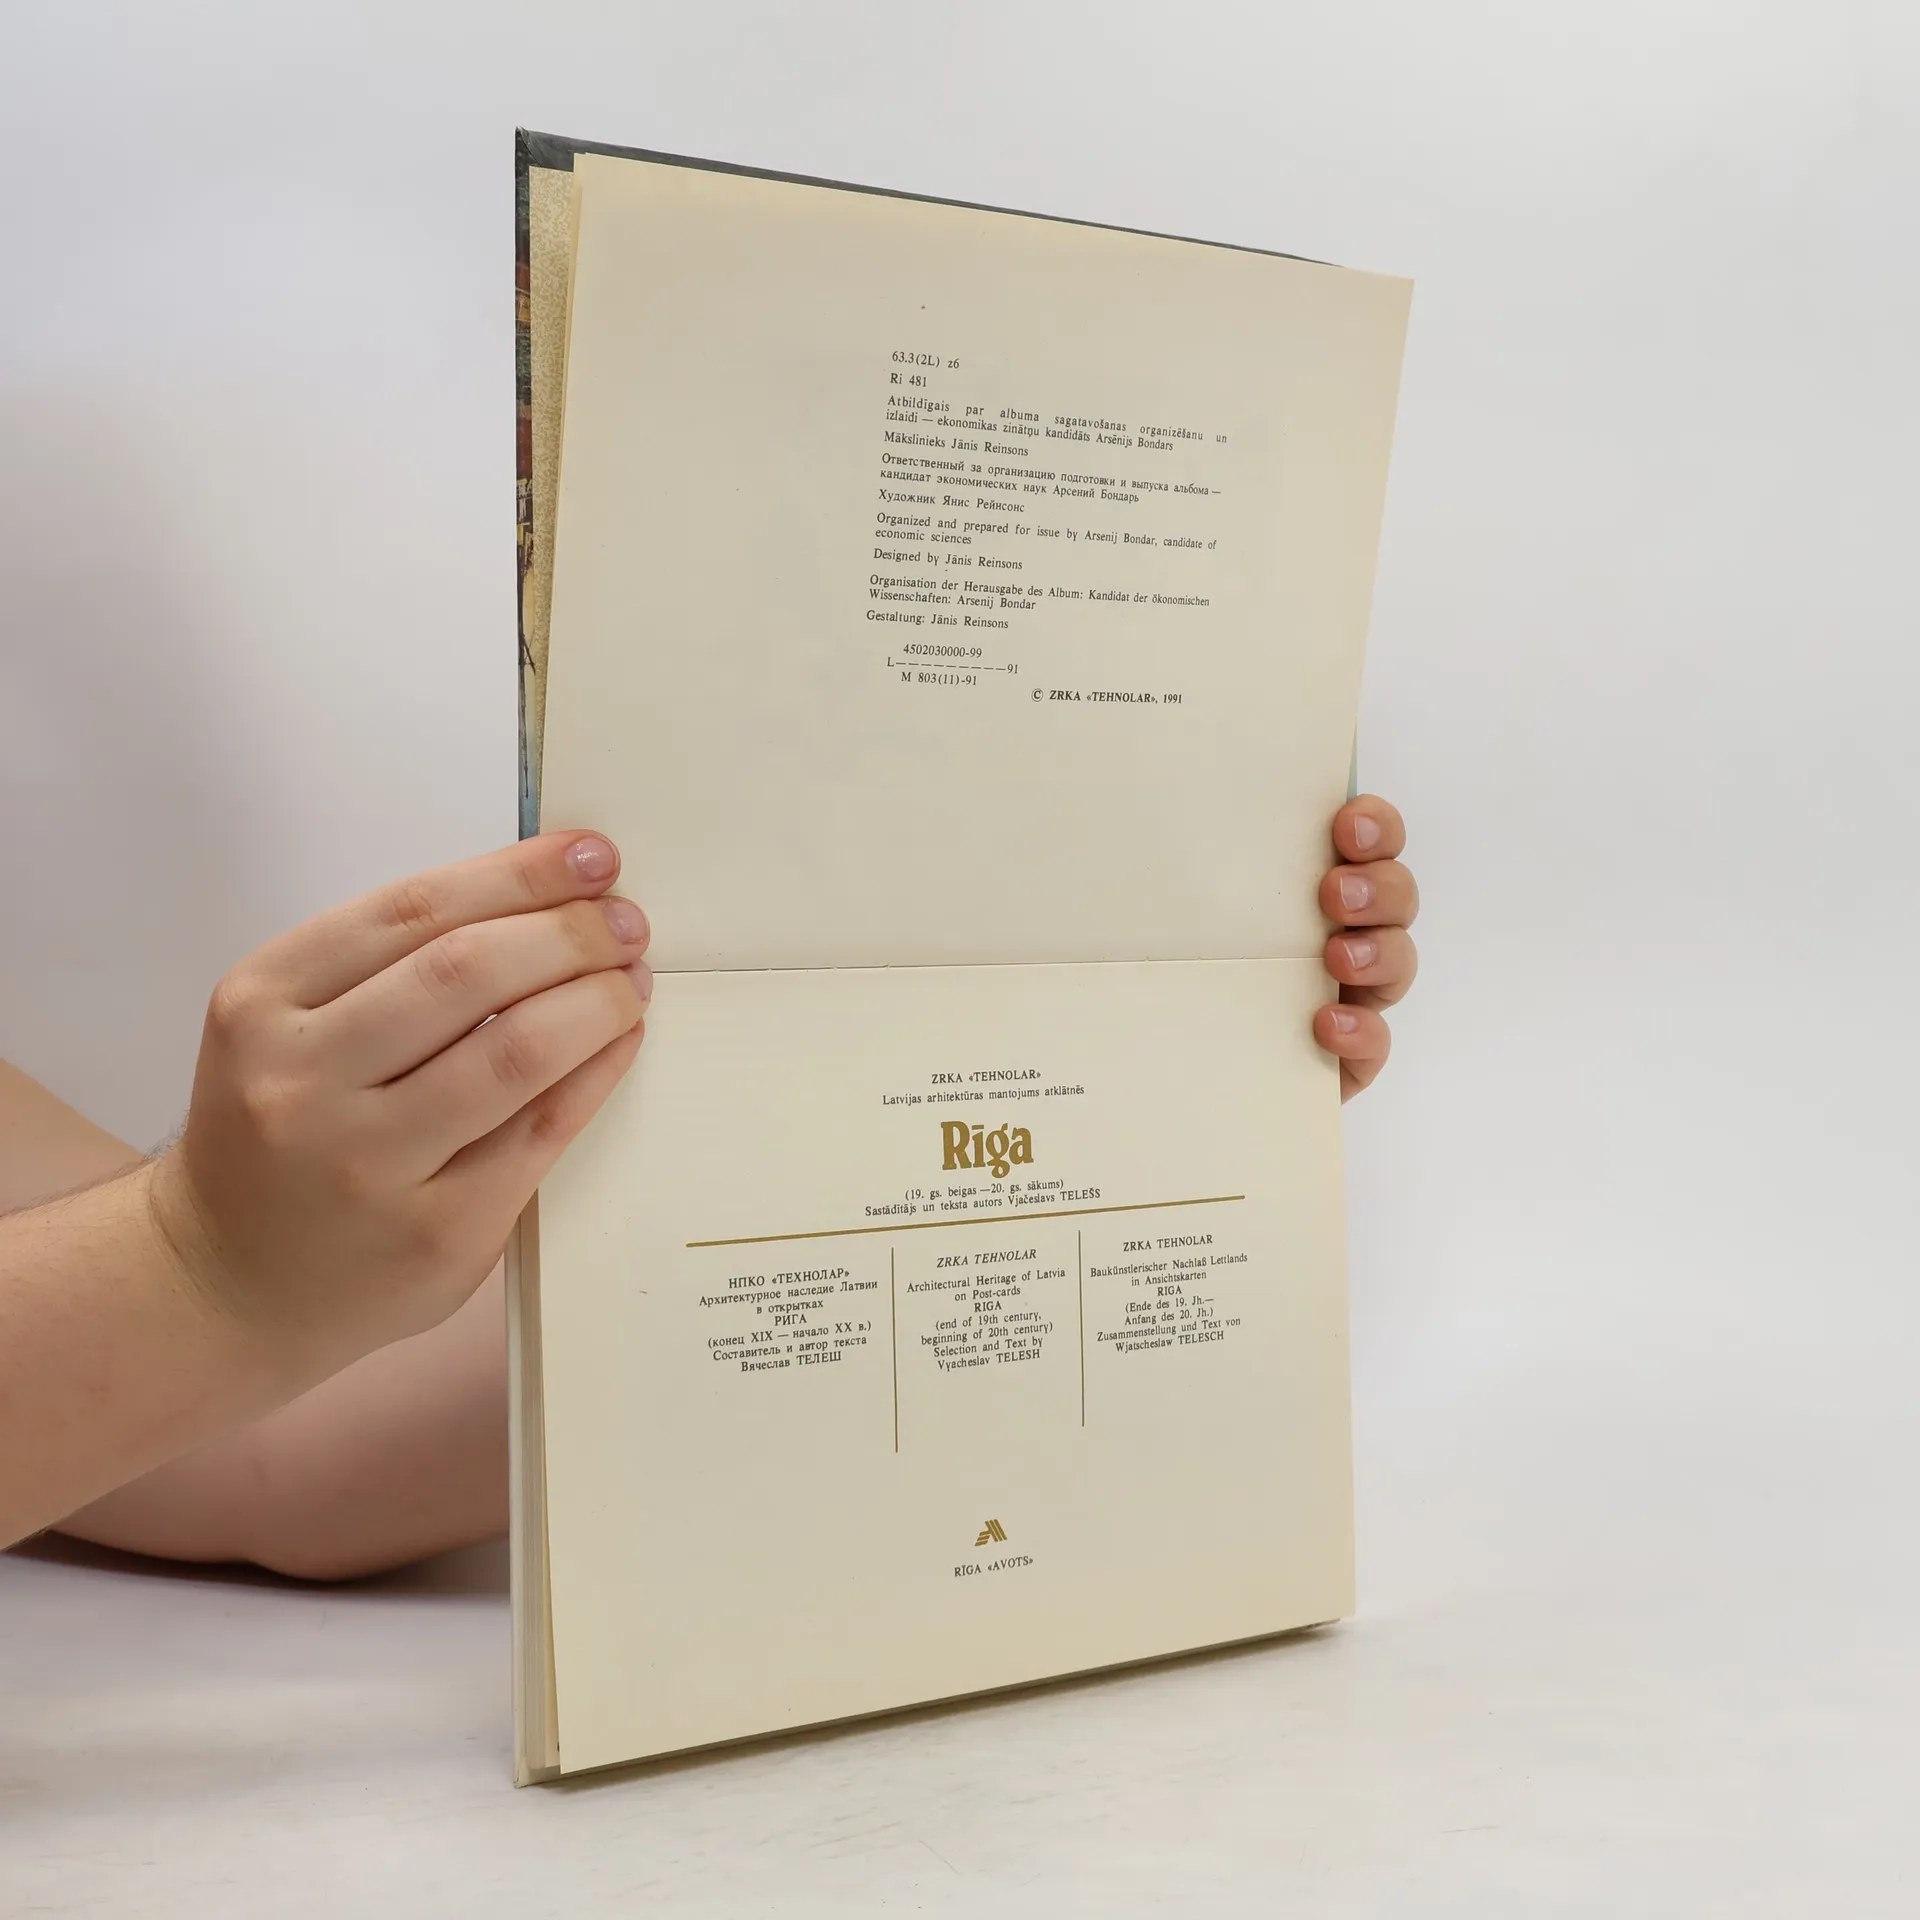 63.3(2L) z6
Rī 481
Atbildīgais par albuma sagatavošanas organizēšanu un
izlaidi — ekonomikas zinātņu kandidāts Arsēnijs Bondars
Mākslinieks Jānis Reinsons
Ответственный за организацию подготовки и выпуска альбома —
кандидат экономических наук Арсений Бондарь
Художник Янис Рейнсонс
Organized and prepared for issue by Arsenij Bondar, candidate of
economic sciences
Designed by Jānis Reinsons
Organisation der Herausgabe des Album: Kandidat der ökonomischen
Wissenschaften: Arsenij Bondar
Gestaltung: Jānis Reinsons
4502030000-99
L—————————91
M 803(11)-91
© ZRKA «TEHNOLAR», 1991
ZRKA «TEHNOLAR»
Latvijas arhitektūras mantojums atklātnēs
Rīga
(19. gs. beigas —20. gs. sākums)
Sastādītājs un teksta autors Vjačeslavs TELEŠS
НПКО «ТЕХНОЛАР»
Архитектурное наследие Латвии
в открытках
РИГА
(конец XIX — начало XX в.)
Составитель и автор текста
Вячеслав ТЕЛЕШ
ZRKA TEHNOLAR
Architectural Heritage of Latvia
on Post-cards
RIGA
(end of 19th century,
beginning of 20th century)
Selection and Text by
Vyacheslav TELESH
ZRKA TEHNOLAR
Baukünstlerischer Nachlaß Lettlands
in Ansichtskarten
RIGA
(Ende des 19. Jh.—
Anfang des 20. Jh.)
Zusammenstellung und Text von
Wjatscheslaw TELESCH
RĪGA «AVOTS»